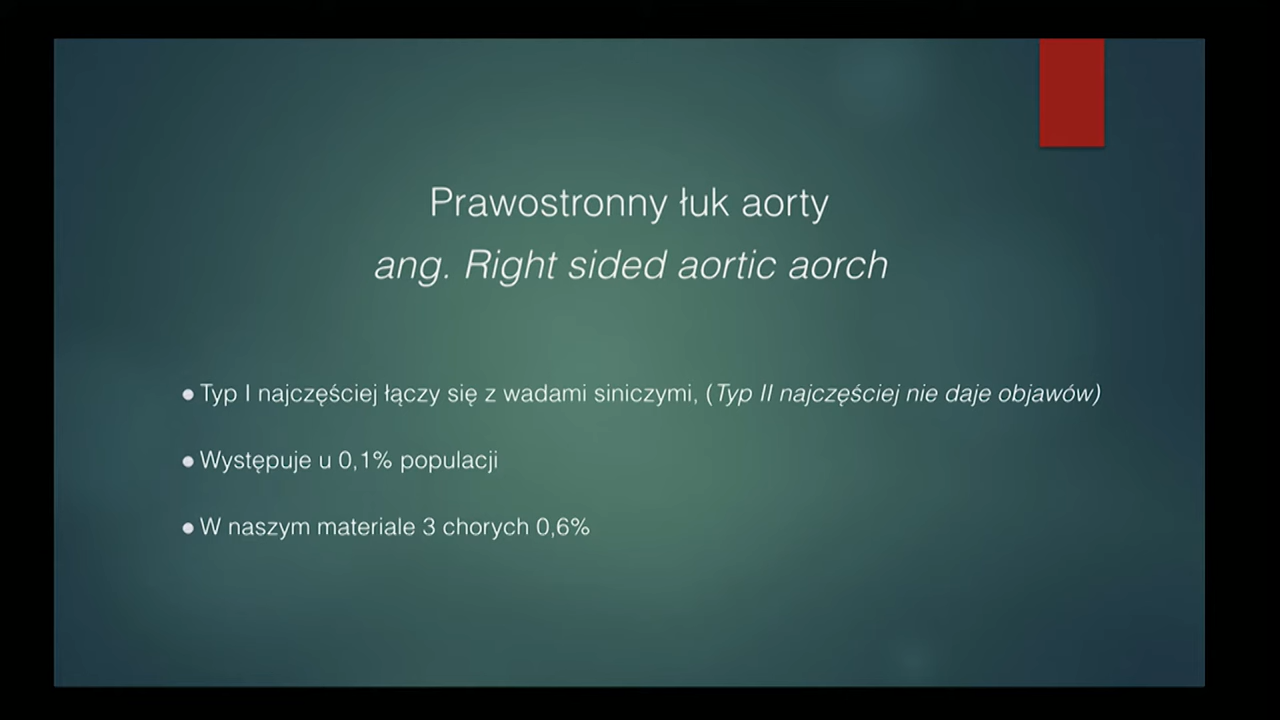 Prawostronny łuk aorty
ang. Right sided aortic aorch
● Typ I najczęściej łączy się z wadami siniczymi, (Typ II najczęściej nie daje objawów)
● Występuje u 0,1% populacji
● W naszym materiale 3 chorych 0,6%